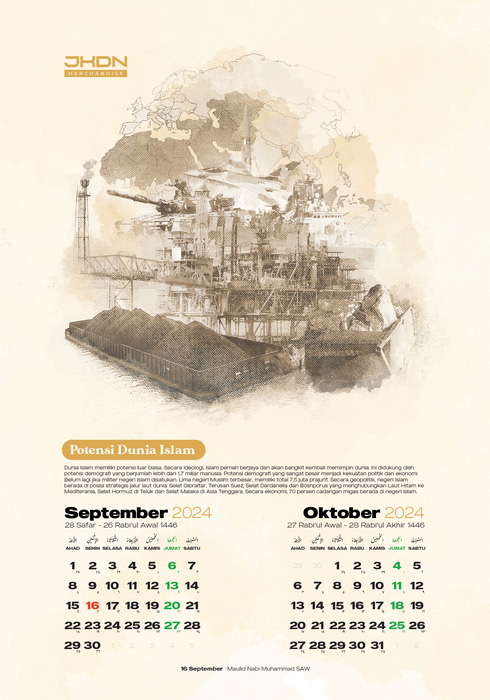 JKDN
MERCHANDISE
Potensi Dunia Islam
Dunia Islam memiliki potensi luar biasa. Secara ideologi, Islam pernah berjaya dan akan bangkit kembali memimpin dunia. Ini didukung oleh
potensi demografi yang berjumlah lebih dari 1,7 miliar manusia. Potensi demografi yang sangat besar menjadi kekuatan politik dan ekonomi.
Belum lagi jika militer negeri Islam disatukan. Lima negeri Muslim terbesar, memiliki total 7,5 juta prajurit. Secara geopolitik, negeri Islam
berada di posisi strategis jalur laut dunia; Selat Gibraltar, Terusan Suez, Selat Dardanella dan Boshporus yang menghubungkan Laut Hitam ke
Mediterania, Selat Hormuz di Teluk dan Selat Malaka di Asia Tenggara. Secara ekonomi, 70 persen cadangan migas berada di negeri Islam.
September 2024
28 Safar - 26 Rabi'ul Awal 1446
AHAD SENIN SELASA RABU KAMIS JUMAT SABTU
1 2 3 4 5 6 7
8 9 10 11 12 13 14
15 16 17 18 19 20 21
22 23 24 25 26 27 28
29 30 1 2 3 4 5
Oktober 2024
27 Rabi'ul Awal - 28 Rabi'ul Akhir 1446
AHAD SENIN SELASA RABU KAMIS JUMAT SABTU
29 30 1 2 3 4 5
6 7 8 9 10 11 12
13 14 15 16 17 18 19
20 21 22 23 24 25 26
27 28 29 30 31 1 2
16 September : Maulid Nabi Muhammad SAW